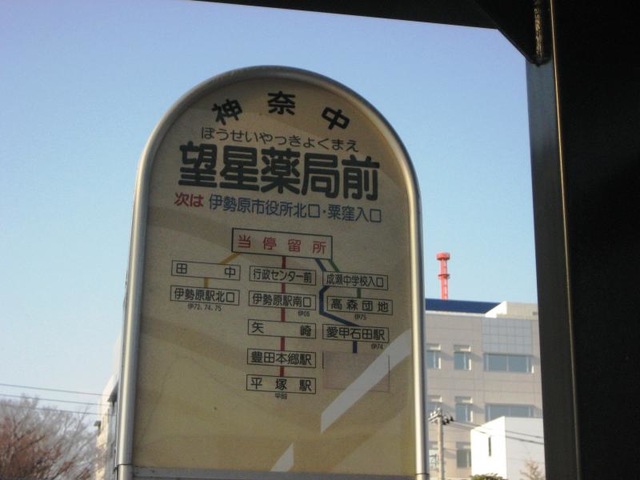 神奈中
ぼうせいやっきょくまえ
望星薬局前
次は 伊勢原市役所北口・粟窪入口
当停留所
田中 行政センター前 成瀬中学校入口
伊勢原駅北口 伊勢原駅南口 高森団地
矢崎 愛甲石田駅
豊田本郷駅
平塚駅